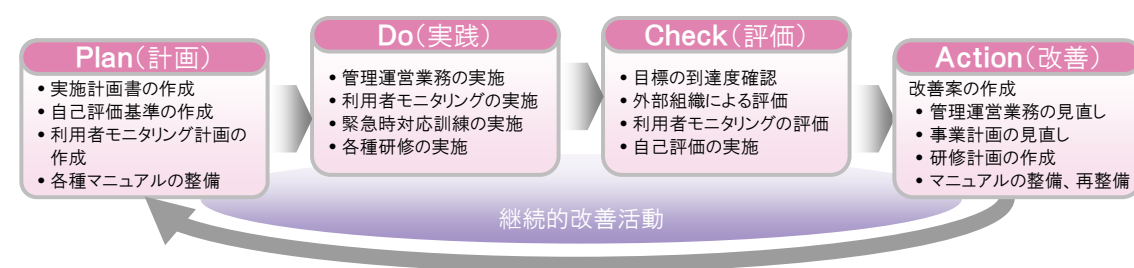 Plan（計画）
• 実施計画書の作成
• 自己評価基準の作成
• 利用者モニタリング計画の
作成
• 各種マニュアルの整備
Do（実践）
• 管理運営業務の実施
• 利用者モニタリングの実施
• 緊急時対応訓練の実施
• 各種研修の実施
Check（評価）
• 目標の到達度確認
• 外部組織による評価
• 利用者モニタリングの評価
• 自己評価の実施
Action（改善）
改善案の作成
• 管理運営業務の見直し
• 事業計画の見直し
• 研修計画の作成
• マニュアルの整備、再整備
継続的改善活動